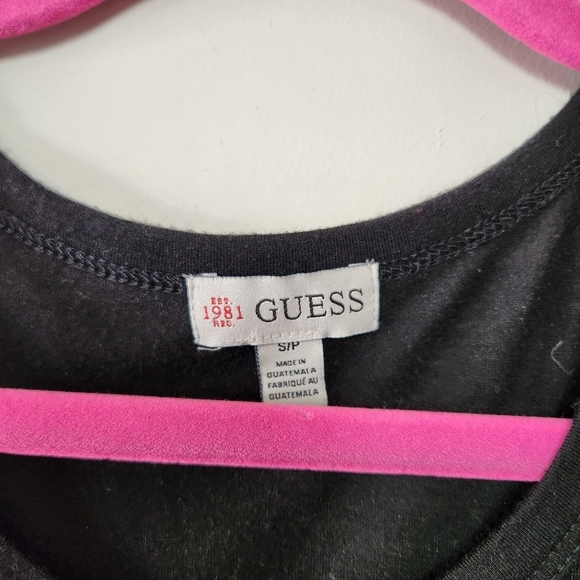 EST.
1981
REG.
GUESS
S/P
MADE IN
GUATEMALA
FABRIQUÉ AU
GUATEMALA